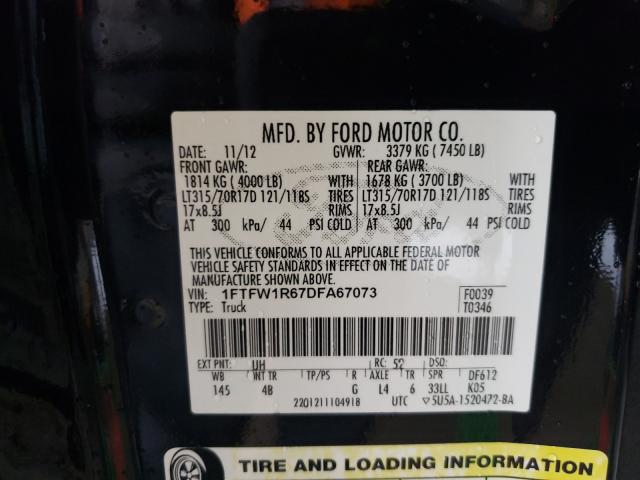 MFD. BY FORD MOTOR CO.
DATE: 11/12 GVWR: 3379 KG ( 7450 LB)
FRONT GAWR: REAR GAWR:
1814 KG ( 4000 LB) WITH 1678 KG ( 3700 LB) WITH
LT315/70R17D 121/118S TIRES LT315/70R17D 121/118S TIRES
17x8.5J RIMS 17x8.5J RIMS
AT 300 kPa/ 44 PSI COLD AT 300 kPa/ 44 PSI COLD
THIS VEHICLE CONFORMS TO ALL APPLICABLE FEDERAL MOTOR
VEHICLE SAFETY STANDARDS IN EFFECT ON THE DATE OF
MANUFACTURE SHOWN ABOVE.
VIN: 1FTFW1R67DFA67073 F0039
TYPE: Truck T0346
EXT PNT: UH RC: 52 DSO:
WB INT TR TP/PS R AXLE TR SPR DF612
145 4B G L4 6 33LL K05
2201211104918 UTC 5U5A-1520472-BA
TIRE AND LOADING INFORMATION